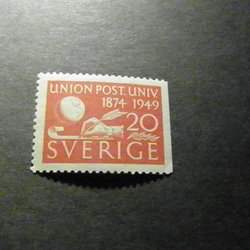 UNION POST. UNIV.
1874 1949
20
SVERIGE